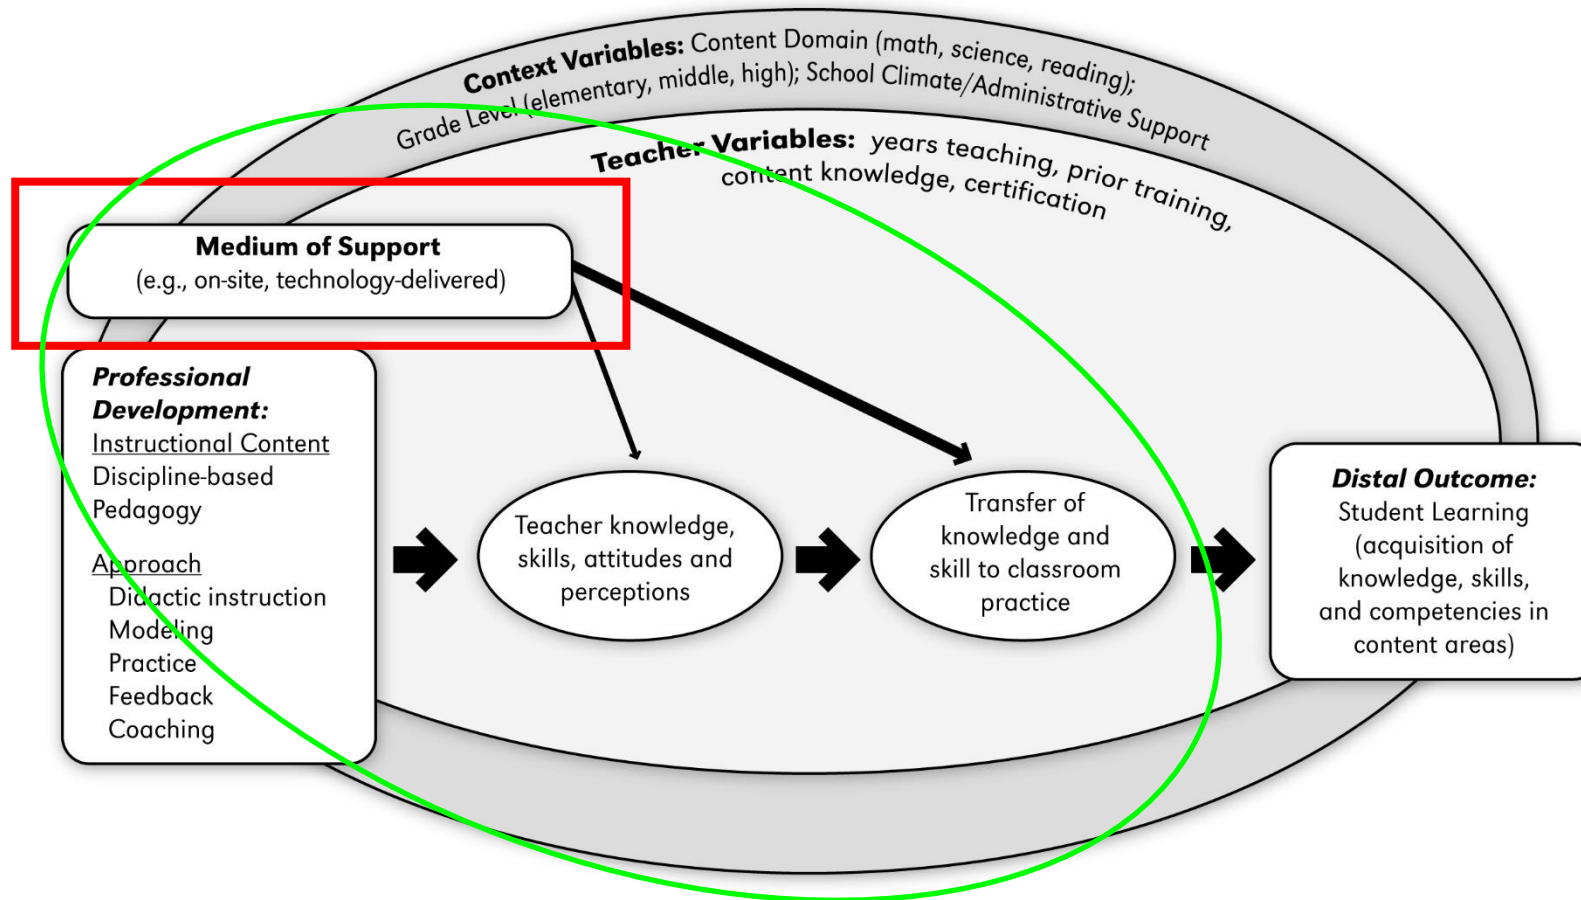 Context Variables: Content Domain (math, science, reading);
Grade Level (elementary, middle, high); School Climate/Administrative Support
Teacher Variables: years teaching, prior training,
content knowledge, certification
Medium of Support
(e.g., on-site, technology-delivered)
Professional
Development:
Instructional Content
Discipline-based
Pedagogy
Approach
Didactic instruction
Modeling
Practice
Feedback
Coaching
Teacher knowledge,
skills, attitudes and
perceptions
Transfer of
knowledge and
skill to classroom
practice
Distal Outcome:
Student Learning
(acquisition of
knowledge, skills,
and competencies in
content areas)